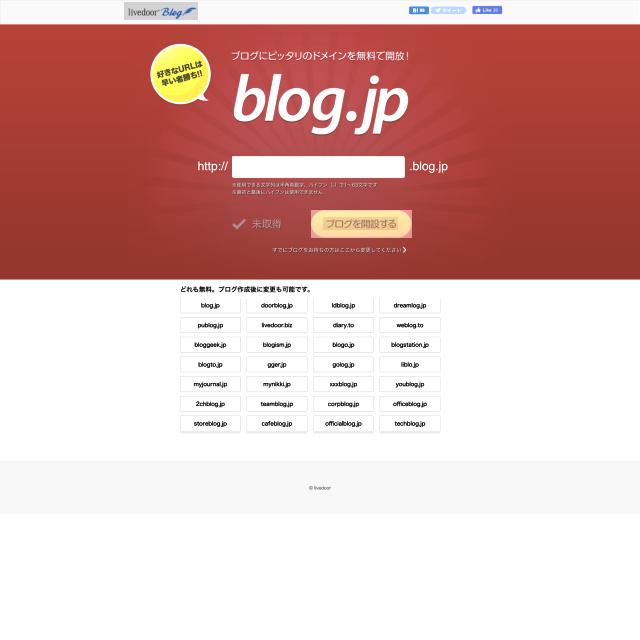 livedoor Blog
ツイート
Like
ブログにピッタリのドメインを無料で開放！
好きなURLは
早い者勝ち!!
blog.jp
http:// .blog.jp
※使用できる文字列は半角英数字、ハイフン（-）で1〜63文字です
※最初と最後にハイフンは使用できません
未取得 ブログを開設する
すでにブログをお持ちの方はここから変更してください
どれも無料。ブログ作成後に変更も可能です。
blog.jp doorblog.jp ldblog.jp dreamlog.jp
publog.jp livedoor.biz diary.to weblog.to
bloggeek.jp blogism.jp blogo.jp blogstation.jp
blogto.jp gger.jp golog.jp liblo.jp
myjournal.jp mynikki.jp xxxblog.jp youblog.jp
2chblog.jp teamblog.jp corpblog.jp officeblog.jp
storeblog.jp cafeblog.jp officialblog.jp techblog.jp
© livedoor